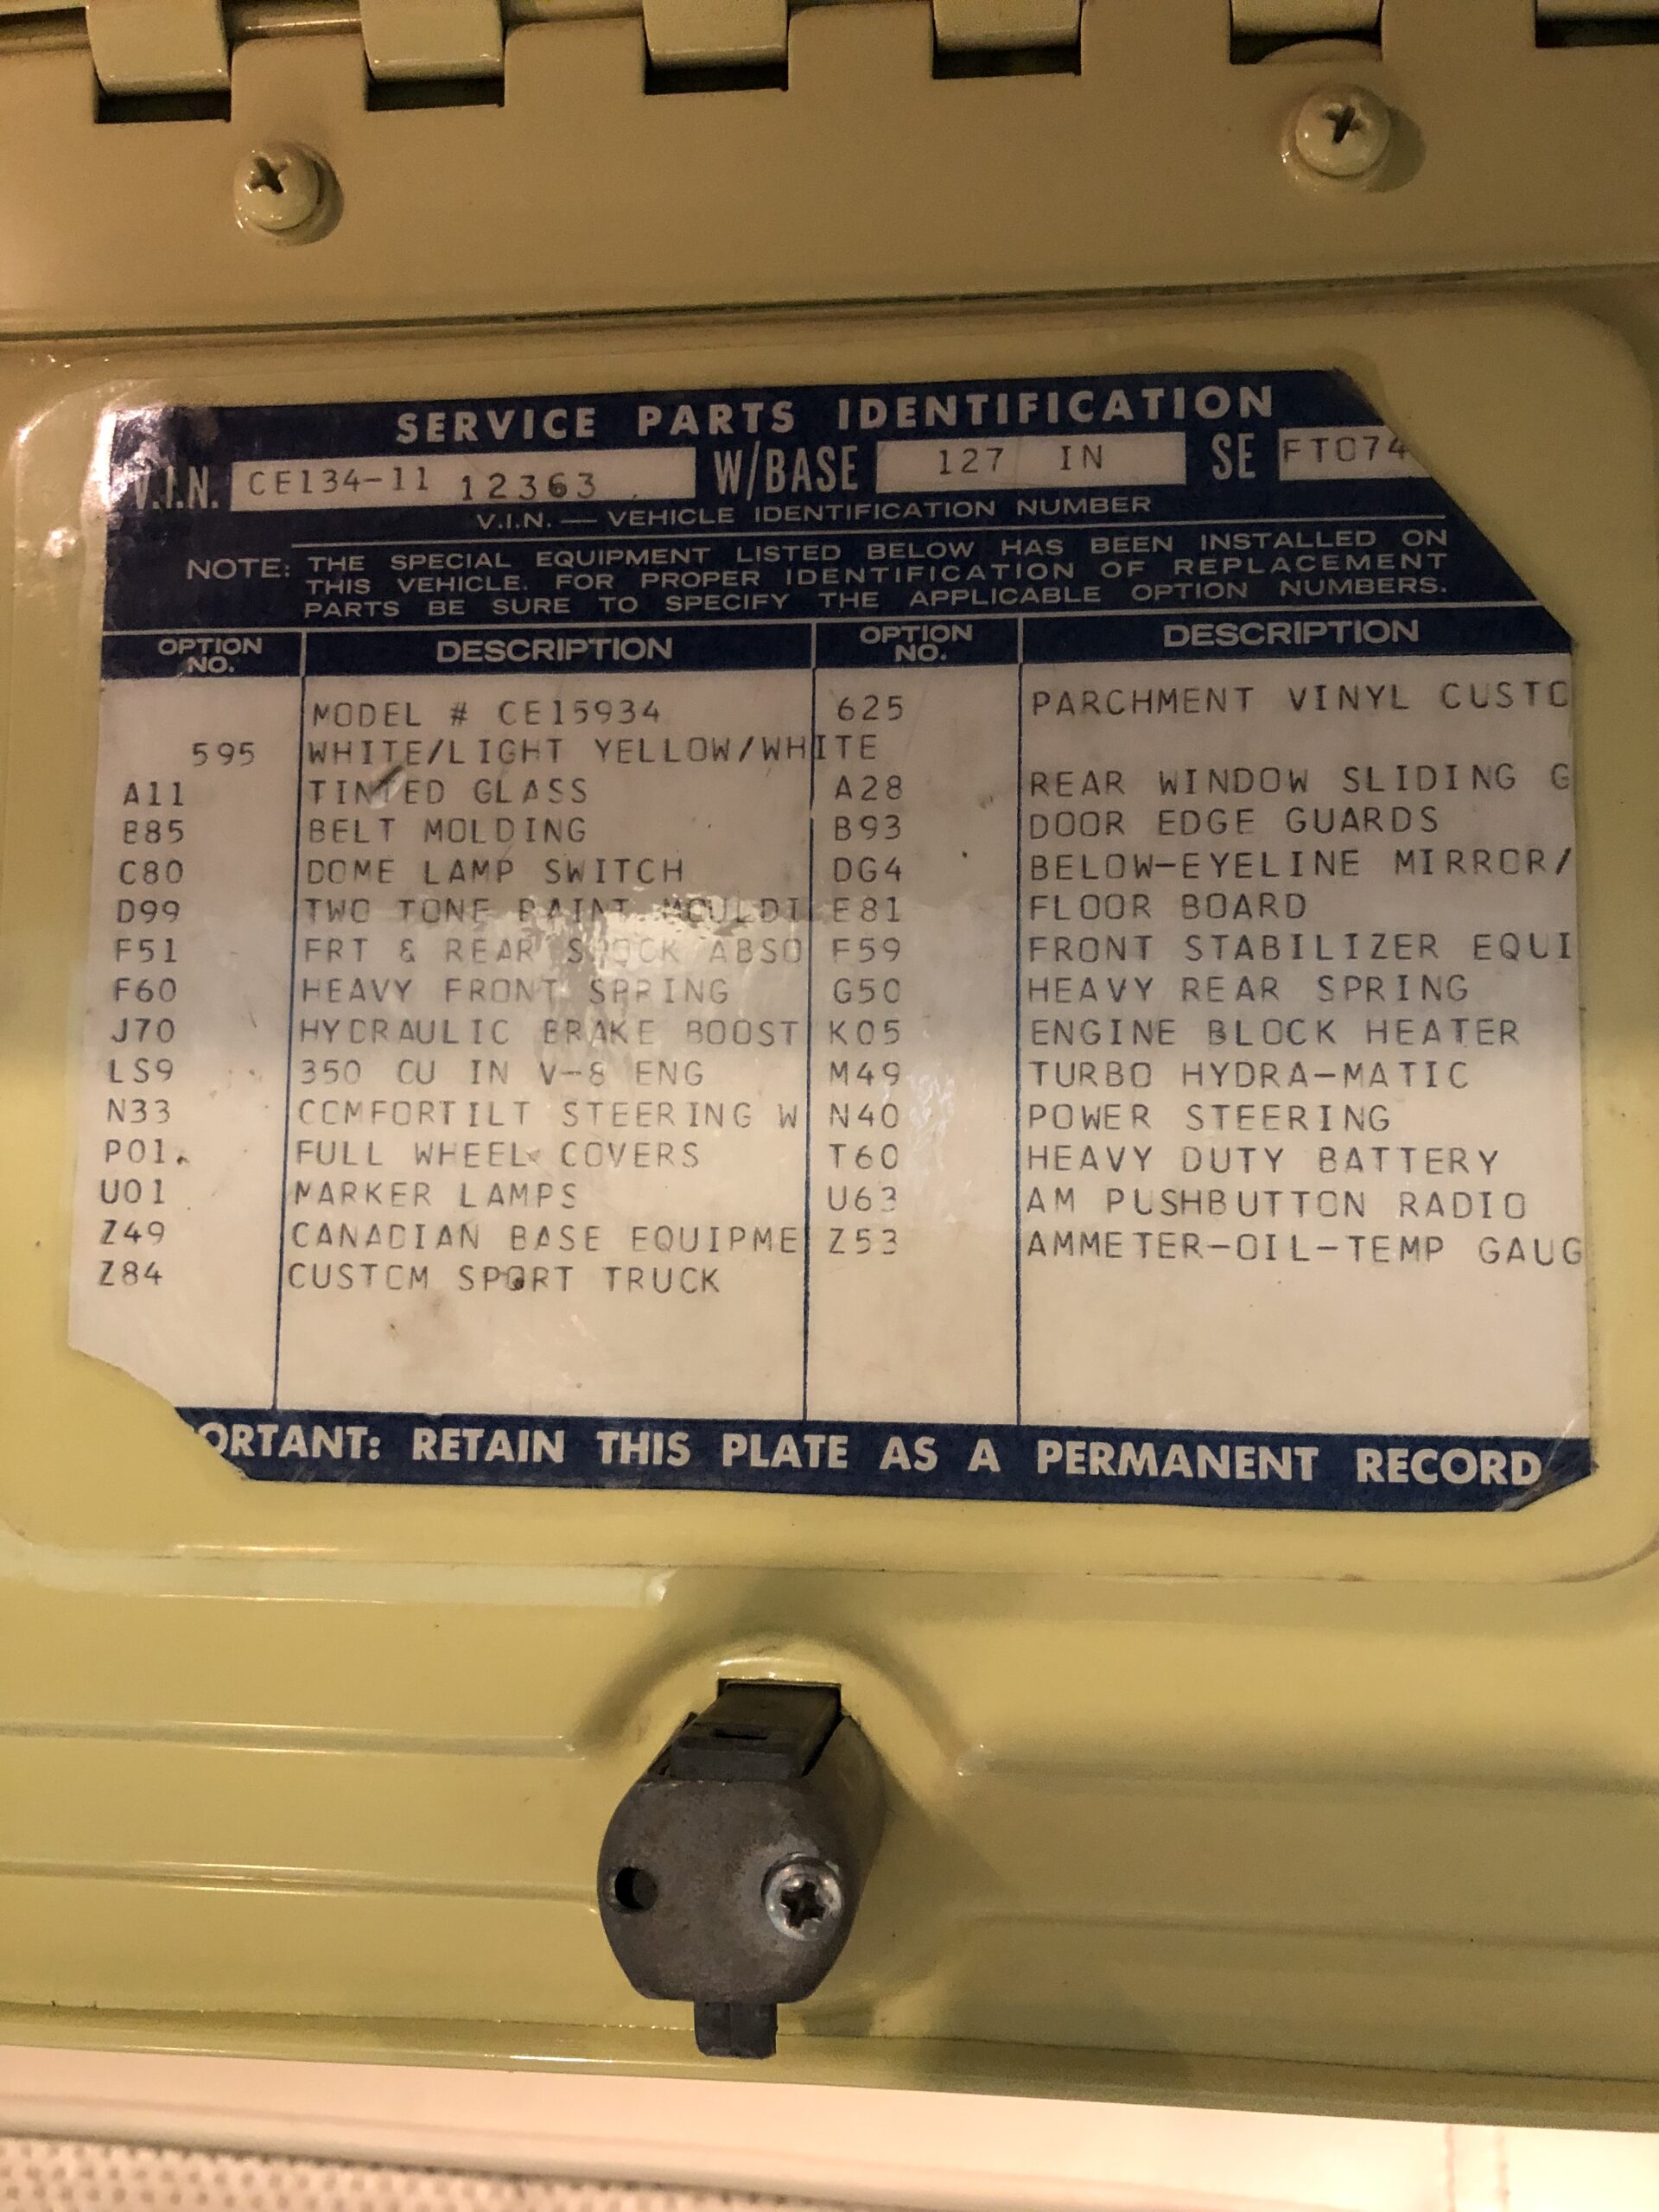 SERVICE PARTS IDENTIFICATION
V.I.N. CE134-11 12363 W/BASE 127 IN SE FT074
V.I.N. — VEHICLE IDENTIFICATION NUMBER
NOTE: THE SPECIAL EQUIPMENT LISTED BELOW HAS BEEN INSTALLED ON
THIS VEHICLE. FOR PROPER IDENTIFICATION OF REPLACEMENT
PARTS BE SURE TO SPECIFY THE APPLICABLE OPTION NUMBERS.
OPTION NO. DESCRIPTION OPTION NO. DESCRIPTION
MODEL # CE15934 625 PARCHMENT VINYL CUSTO
595 WHITE/LIGHT YELLOW/WHITE
A11 TINTED GLASS A28 REAR WINDOW SLIDING G
B85 BELT MOLDING B93 DOOR EDGE GUARDS
C80 DOME LAMP SWITCH DG4 BELOW-EYELINE MIRROR/
D99 TWO TONE PAINT MOULDI E81 FLOOR BOARD
F51 FRT & REAR SHOCK ABSO F59 FRONT STABILIZER EQUI
F60 HEAVY FRONT SPRING G50 HEAVY REAR SPRING
J70 HYDRAULIC BRAKE BOOST K05 ENGINE BLOCK HEATER
LS9 350 CU IN V-8 ENG M49 TURBO HYDRA-MATIC
N33 COMFORTILT STEERING W N40 POWER STEERING
P01 FULL WHEEL COVERS T60 HEAVY DUTY BATTERY
U01 MARKER LAMPS U63 AM PUSHBUTTON RADIO
Z49 CANADIAN BASE EQUIPME Z53 AMMETER-OIL-TEMP GAUG
Z84 CUSTOM SPORT TRUCK
ORTANT: RETAIN THIS PLATE AS A PERMANENT RECORD